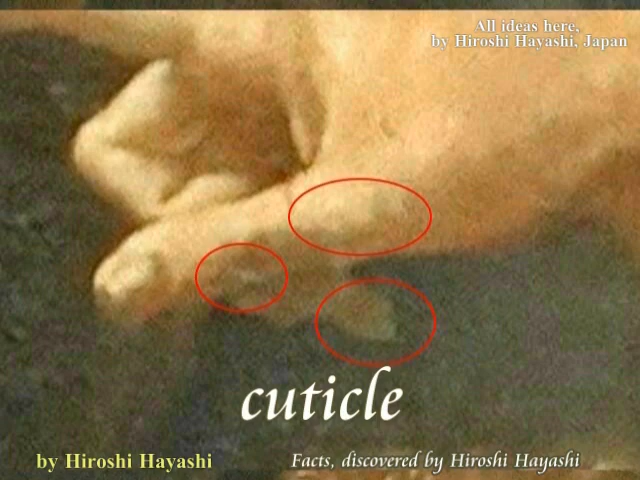 All ideas here,
by Hiroshi Hayashi, Japan
cuticle
by Hiroshi Hayashi
Facts, discovered by Hiroshi Hayashi